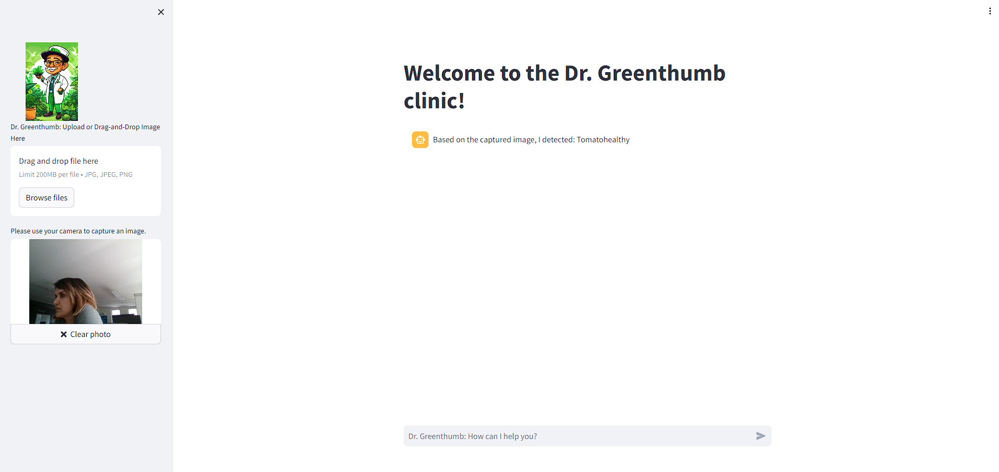 Dr. Greenthumb: Upload or Drag-and-Drop Image
Here
Drag and drop file here
Limit 200MB per file • JPG, JPEG, PNG
Browse files
Please use your camera to capture an image.
Clear photo
Welcome to the Dr. Greenthumb
clinic!
Based on the captured image, I detected: Tomatohealthy
Dr. Greenthumb: How can I help you?